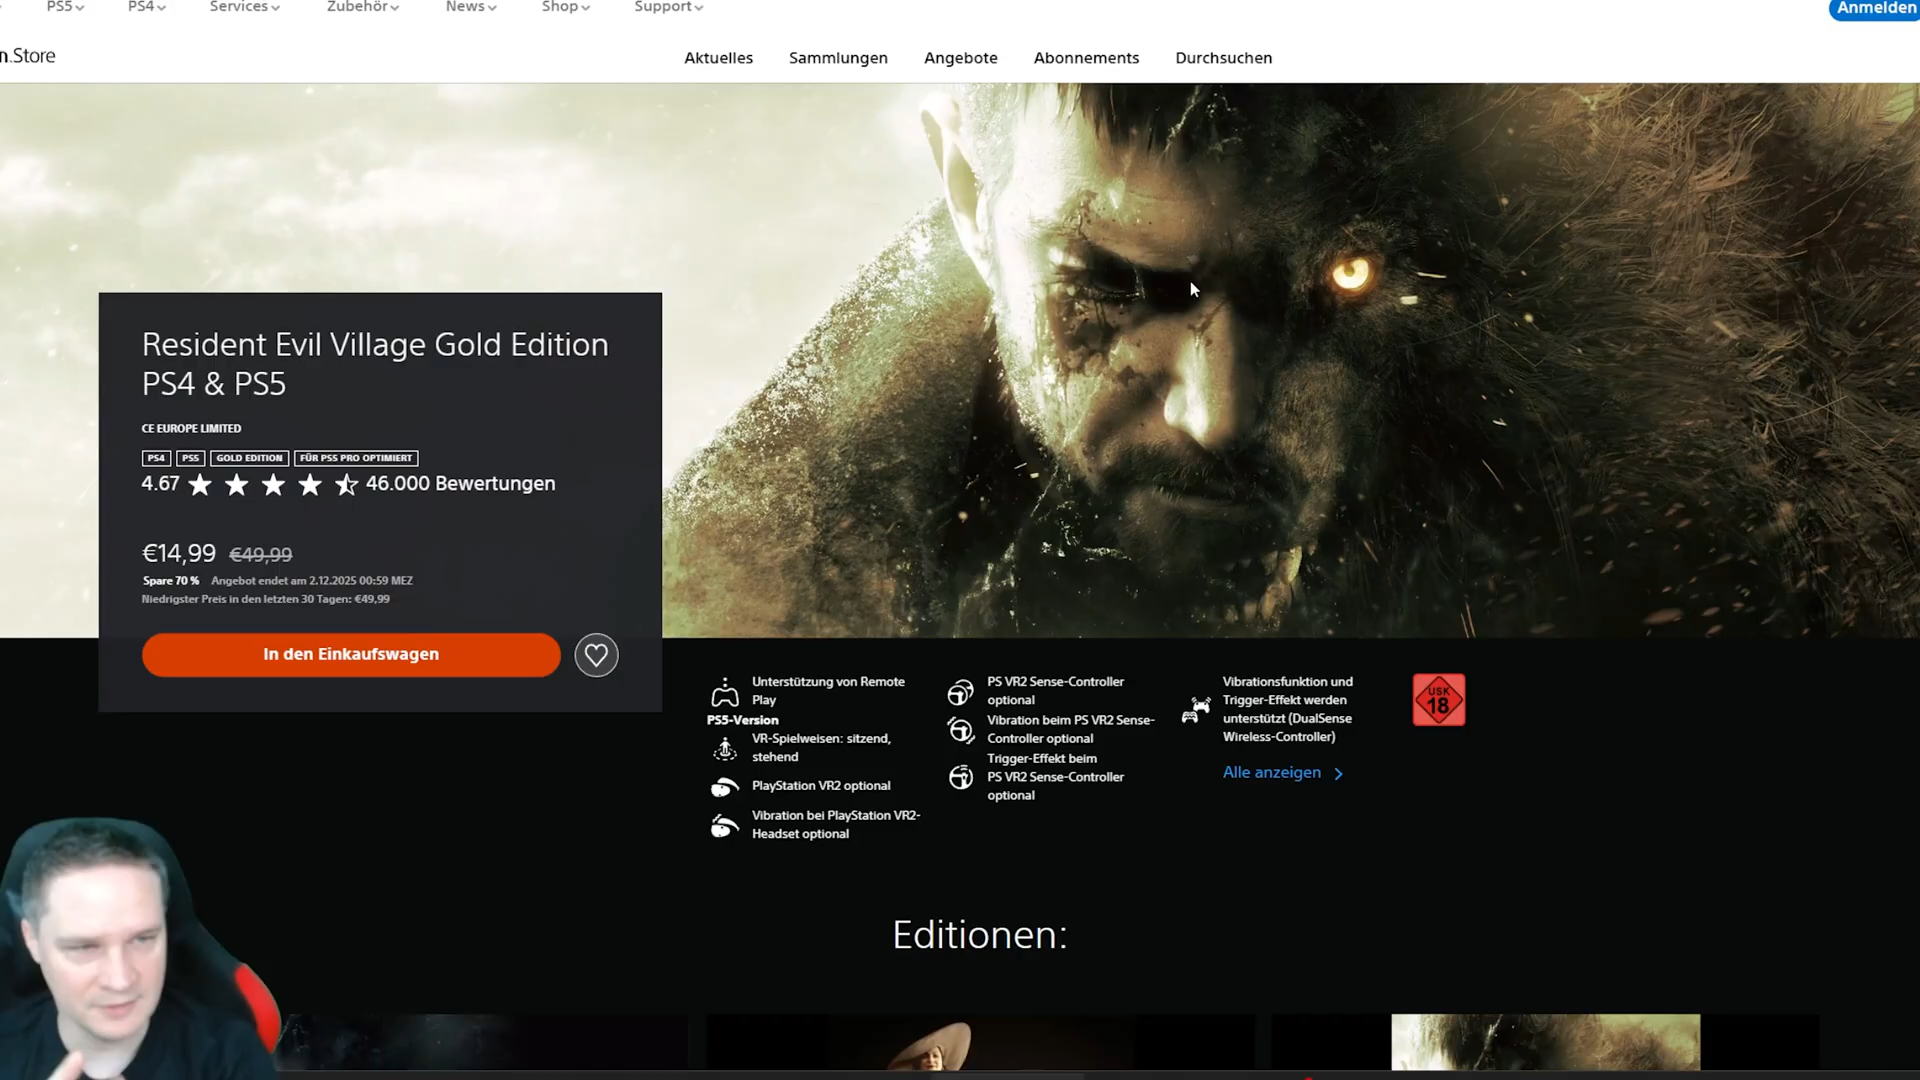 PS5
PS4
Services
Zubehör
News
Shop
Support
Anmelden
n.Store
Aktuelles
Sammlungen
Angebote
Abonnements
Durchsuchen
Resident Evil Village Gold Edition
PS4 & PS5
CE EUROPE LIMITED
PS4
PS5
GOLD EDITION
FÜR PS5 PRO OPTIMIERT
4.67
46.000 Bewertungen
€14,99 €49,99
Spare 70 % Angebot endet am 2.12.2025 00:59 MEZ
Niedrigster Preis in den letzten 30 Tagen: €49,99
In den Einkaufswagen
Unterstützung von Remote
Play
PS5-Version
VR-Spielweisen: sitzend,
stehend
PlayStation VR2 optional
Vibration bei PlayStation VR2-
Headset optional
PS VR2 Sense-Controller
optional
Vibration beim PS VR2 Sense-
Controller optional
Trigger-Effekt beim
PS VR2 Sense-Controller
optional
Vibrationsfunktion und
Trigger-Effekt werden
unterstützt (DualSense
Wireless-Controller)
Alle anzeigen
USK
18
Editionen: